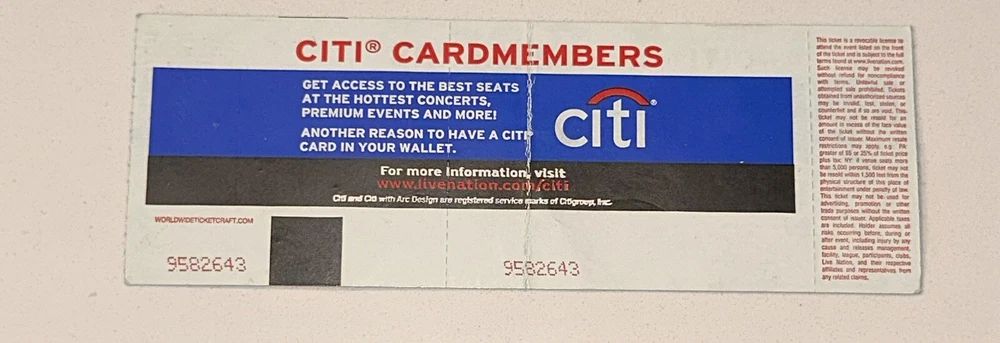 CITI® CARDMEMBERS
GET ACCESS TO THE BEST SEATS
AT THE HOTTEST CONCERTS,
PREMIUM EVENTS AND MORE!
ANOTHER REASON TO HAVE A CITI
CARD IN YOUR WALLET.
citi®
For more information, visit
www.livenation.com/citi
Citi and Citi with Arc Design are registered service marks of Citigroup, Inc.
WORLDWIDETICKETCRAFT.COM
9582643
9582643
This ticket is a revocable license to
attend the event listed on the front
of the ticket and is subject to the full
terms found at www.livenation.com.
Such license may be revoked
without refund for noncompliance
with terms. Unlawful sale or
attempted sale prohibited. Tickets
obtained from unauthorized sources
may be invalid, lost, stolen, or
counterfeit and if so are void. This
ticket may not be resold for an
amount in excess of the face value
of the ticket without the written
consent of issuer. Maximum resale
restrictions may apply, e.g. PA:
greater of $5 or 25% of ticket price
plus tax; NY: if venue seats more
than 5,000 persons, ticket may not
be resold within 1,500 feet from the
physical structure of this place of
entertainment under penalty of law.
This ticket may not be used for
advertising, promotion or other
trade purposes without the written
consent of issuer. Applicable taxes
are included. Holder assumes all
risks occurring before, during or
after event, including injury by any
cause and releases management,
facility, league, participants, clubs,
Live Nation, and their respective
affiliates and representatives from
any related claims.